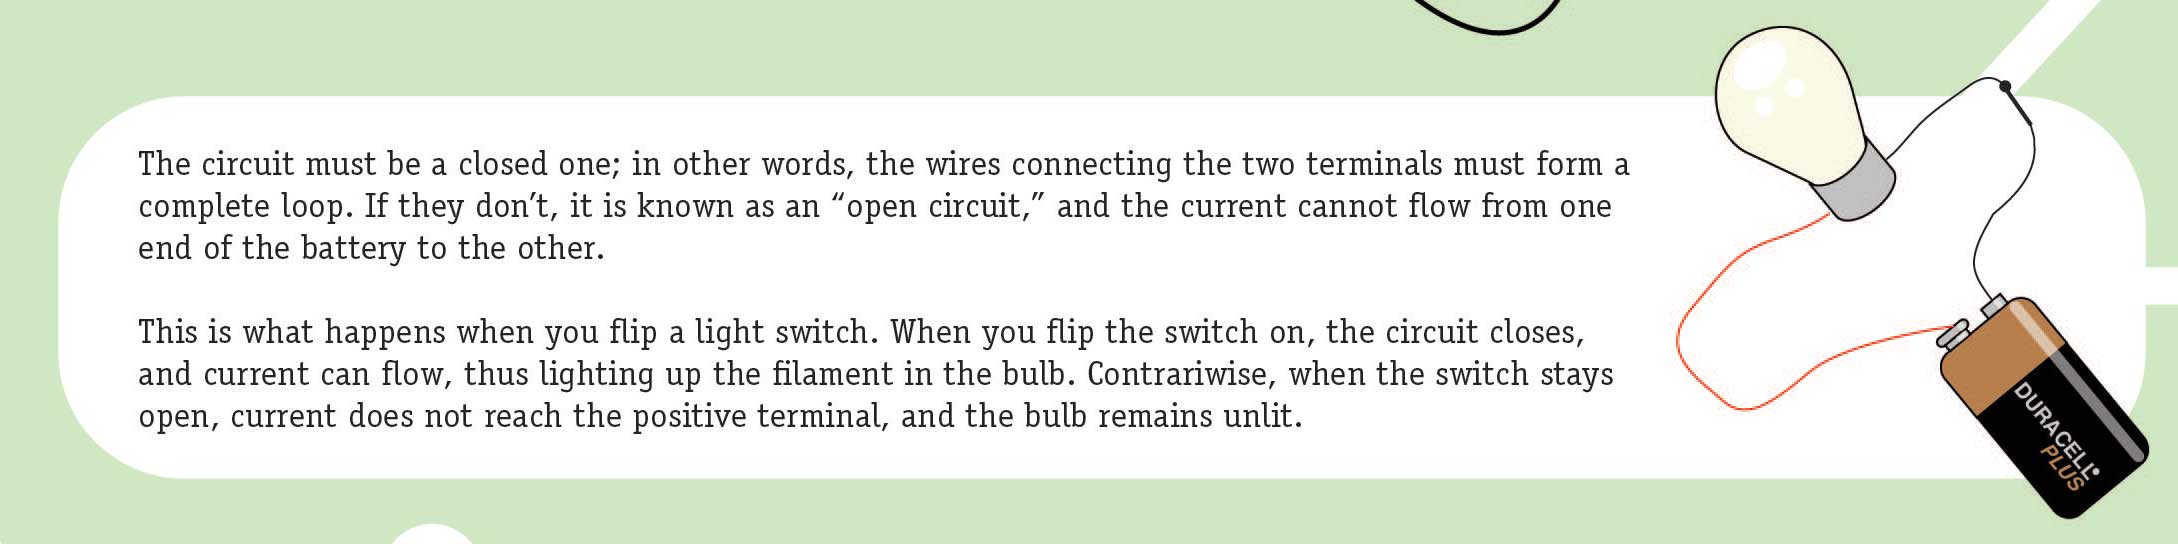 The circuit must be a closed one; in other words, the wires connecting the two terminals must form a
complete loop. If they don’t, it is known as an “open circuit,” and the current cannot flow from one
end of the battery to the other.
This is what happens when you flip a light switch. When you flip the switch on, the circuit closes,
and current can flow, thus lighting up the filament in the bulb. Contrariwise, when the switch stays
open, current does not reach the positive terminal, and the bulb remains unlit.
DURACELL
PLUS